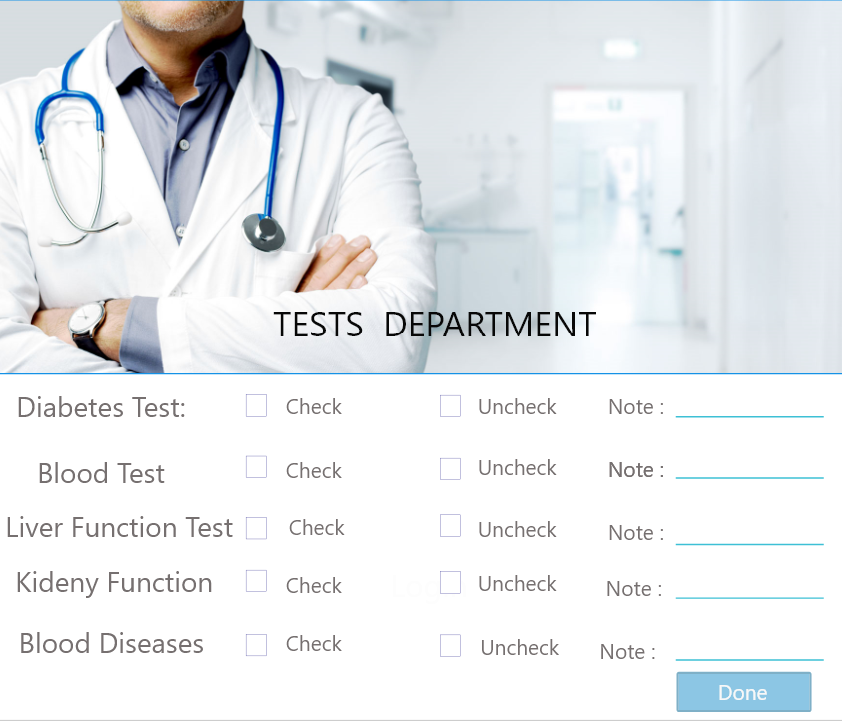 TESTS DEPARTMENT
Diabetes Test: Check Uncheck Note :
Blood Test Check Uncheck Note :
Liver Function Test Check Uncheck Note :
Kideny Function Check Uncheck Note :
Blood Diseases Check Uncheck Note :
Done